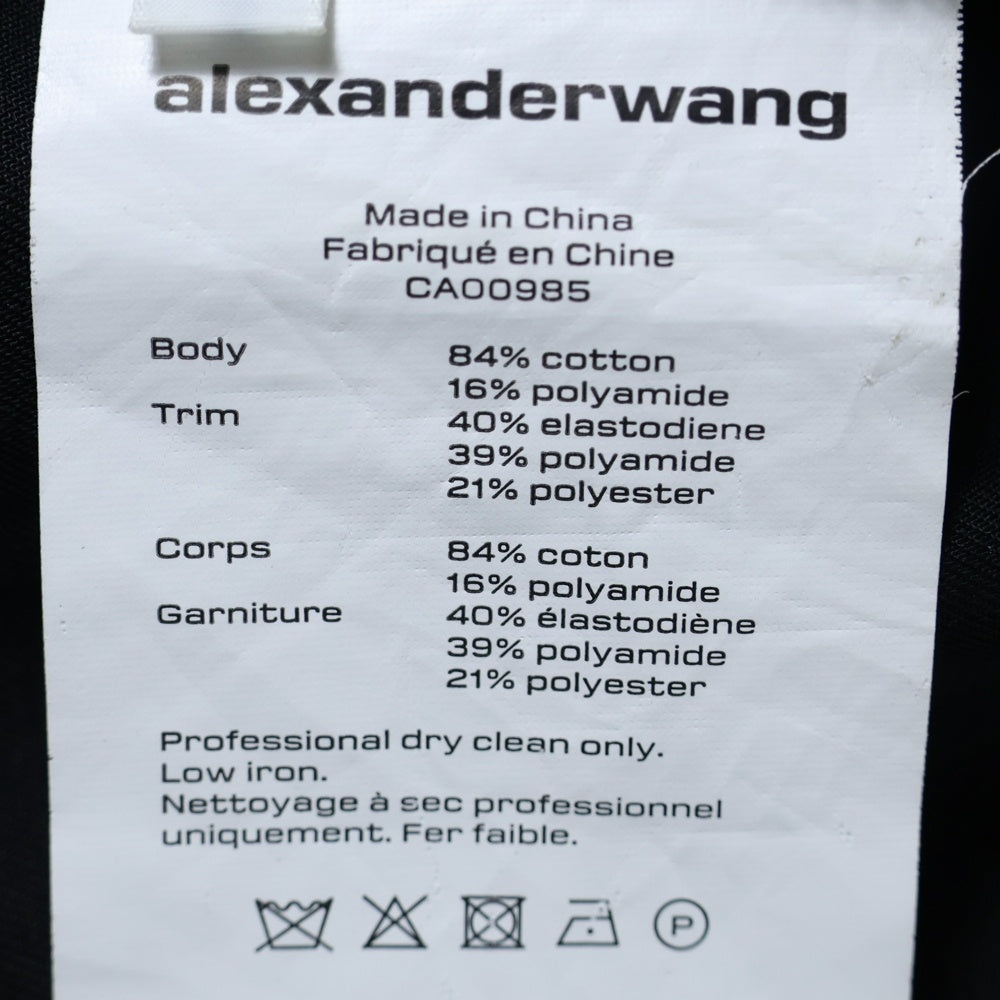 alexanderwang
Made in China
Fabriqué en Chine
CA00985
Body 84% cotton
16% polyamide
Trim 40% elastodiene
39% polyamide
21% polyester
Corps 84% coton
16% polyamide
Garniture 40% élastodiène
39% polyamide
21% polyester
Professional dry clean only.
Low iron.
Nettoyage à sec professionnel
uniquement. Fer faible.
P